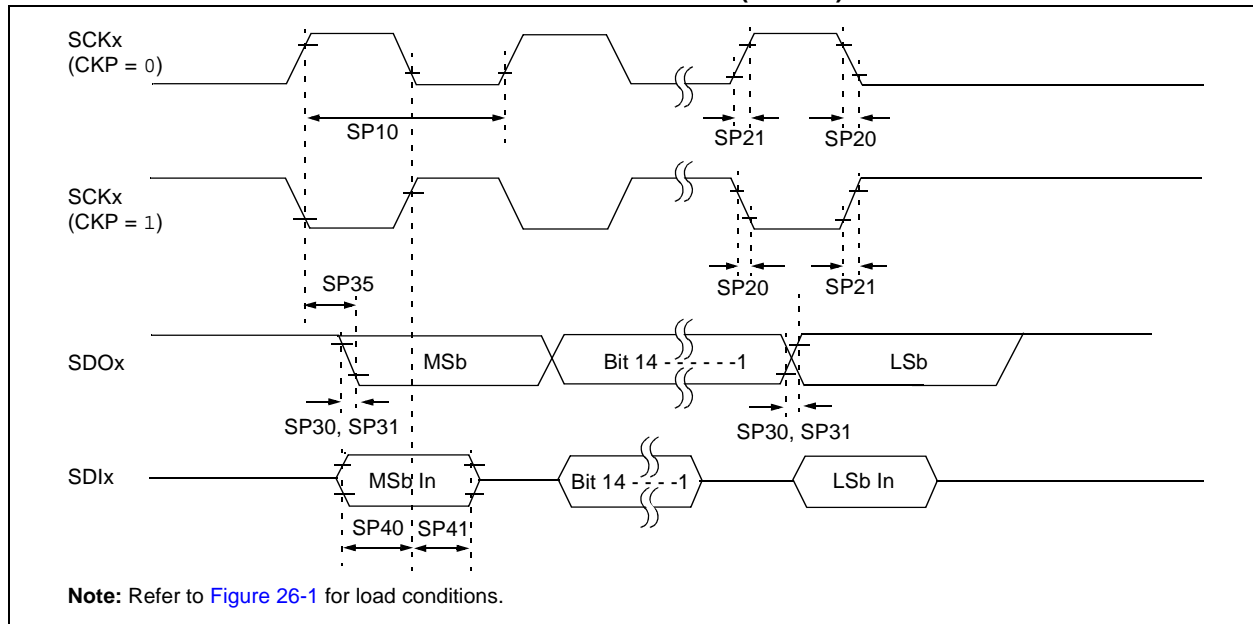 SCKx
(CKP = 0)
SP10
SP21
SP20
SCKx
(CKP = 1)
SP20
SP21
SP35
SDOx
MSb
Bit 14 - - - - - -1
LSb
SP30, SP31
SP30, SP31
SDIx
MSb In
Bit 14 - - - -1
LSb In
SP40
SP41
Note: Refer to Figure 26-1 for load conditions.